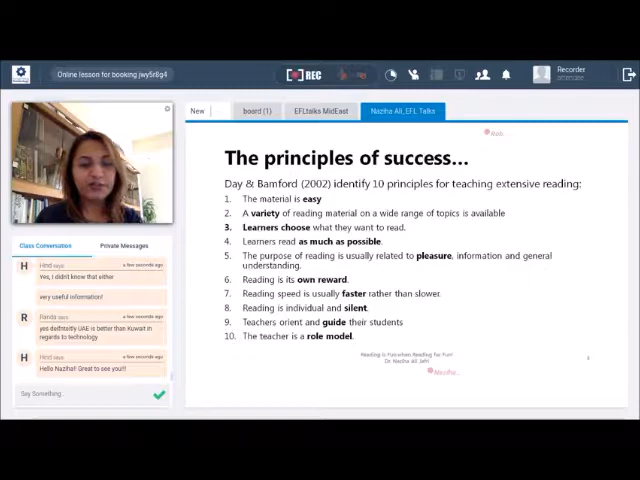 Online lesson for booking jwy5r8g4
REC
Recorder
attendee
New
board (1)
EFLtalks MidEast
Naziha Ali_EFL Talks
The principles of success...
Day & Bamford (2002) identify 10 principles for teaching extensive reading:
1. The material is easy
2. A variety of reading material on a wide range of topics is available
3. Learners choose what they want to read.
4. Learners read as much as possible.
5. The purpose of reading is usually related to pleasure, information and general
understanding.
6. Reading is its own reward.
7. Reading speed is usually faster rather than slower.
8. Reading is individual and silent.
9. Teachers orient and guide their students
10. The teacher is a role model.
Reading is Fun when Reading for Fun!
3
Naziha...
Class Conversation
Private Messages
H
Hind says
a few seconds ago
Yes, I didn't know that either
very useful information!
R
Randa says
a few seconds ago
yes deifniteily UAE is better than Kuwait in
regards to technology
H
Hind says
a few seconds ago
Hello Naziha!! Great to see you!!!
Say Something..